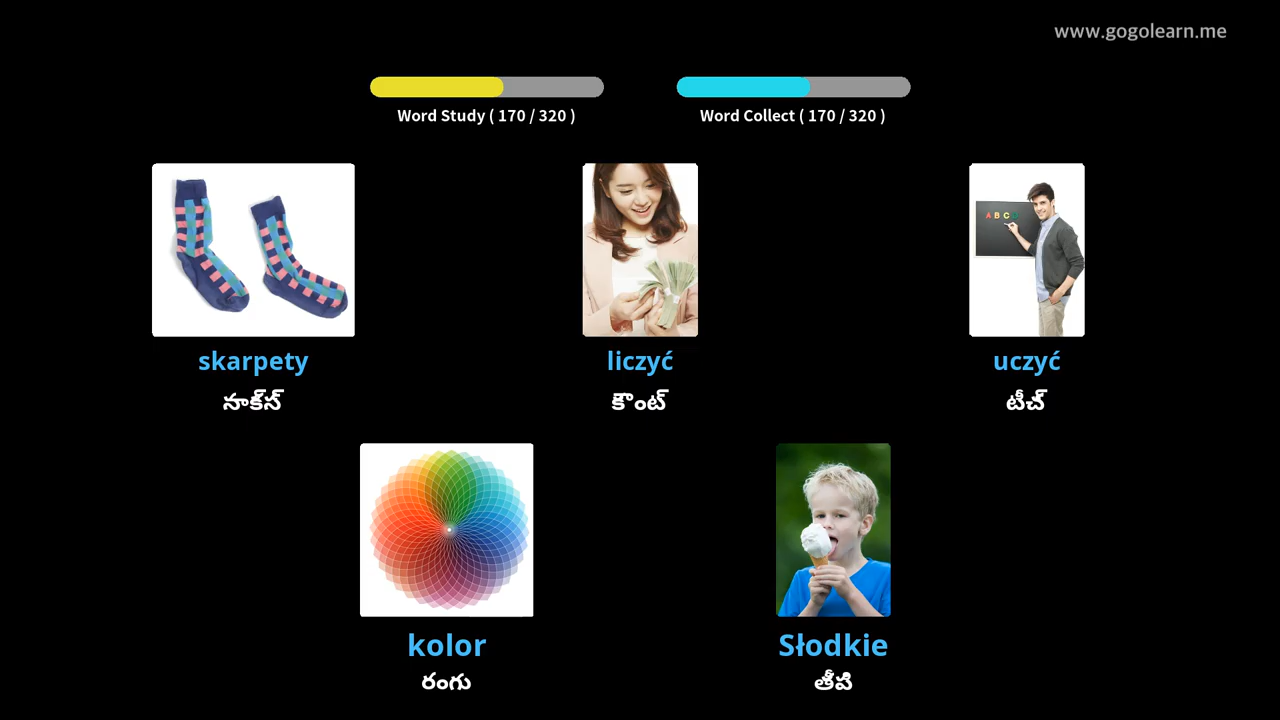 www.gogolearn.me
Word Study ( 170 / 320 )
Word Collect ( 170 / 320 )
skarpety
liczyć
uczyć
నాక్స్
కౌంట్
టీచ్
kolor
Słodkie
రంగు
తీపి